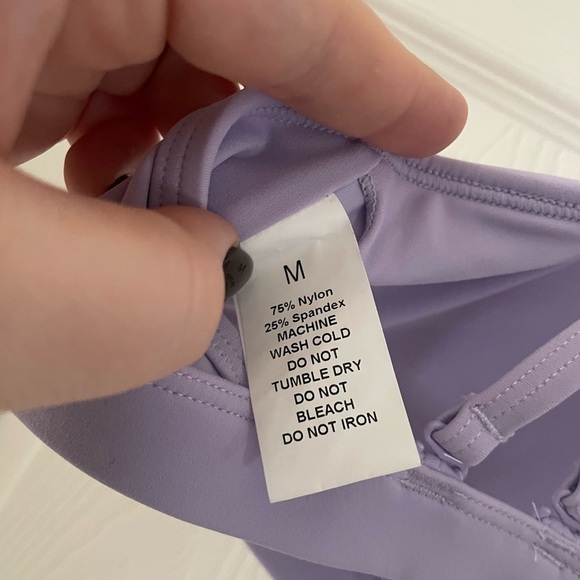 M
75% Nylon
25% Spandex
MACHINE
WASH COLD
DO NOT
TUMBLE DRY
DO NOT
BLEACH
DO NOT IRON